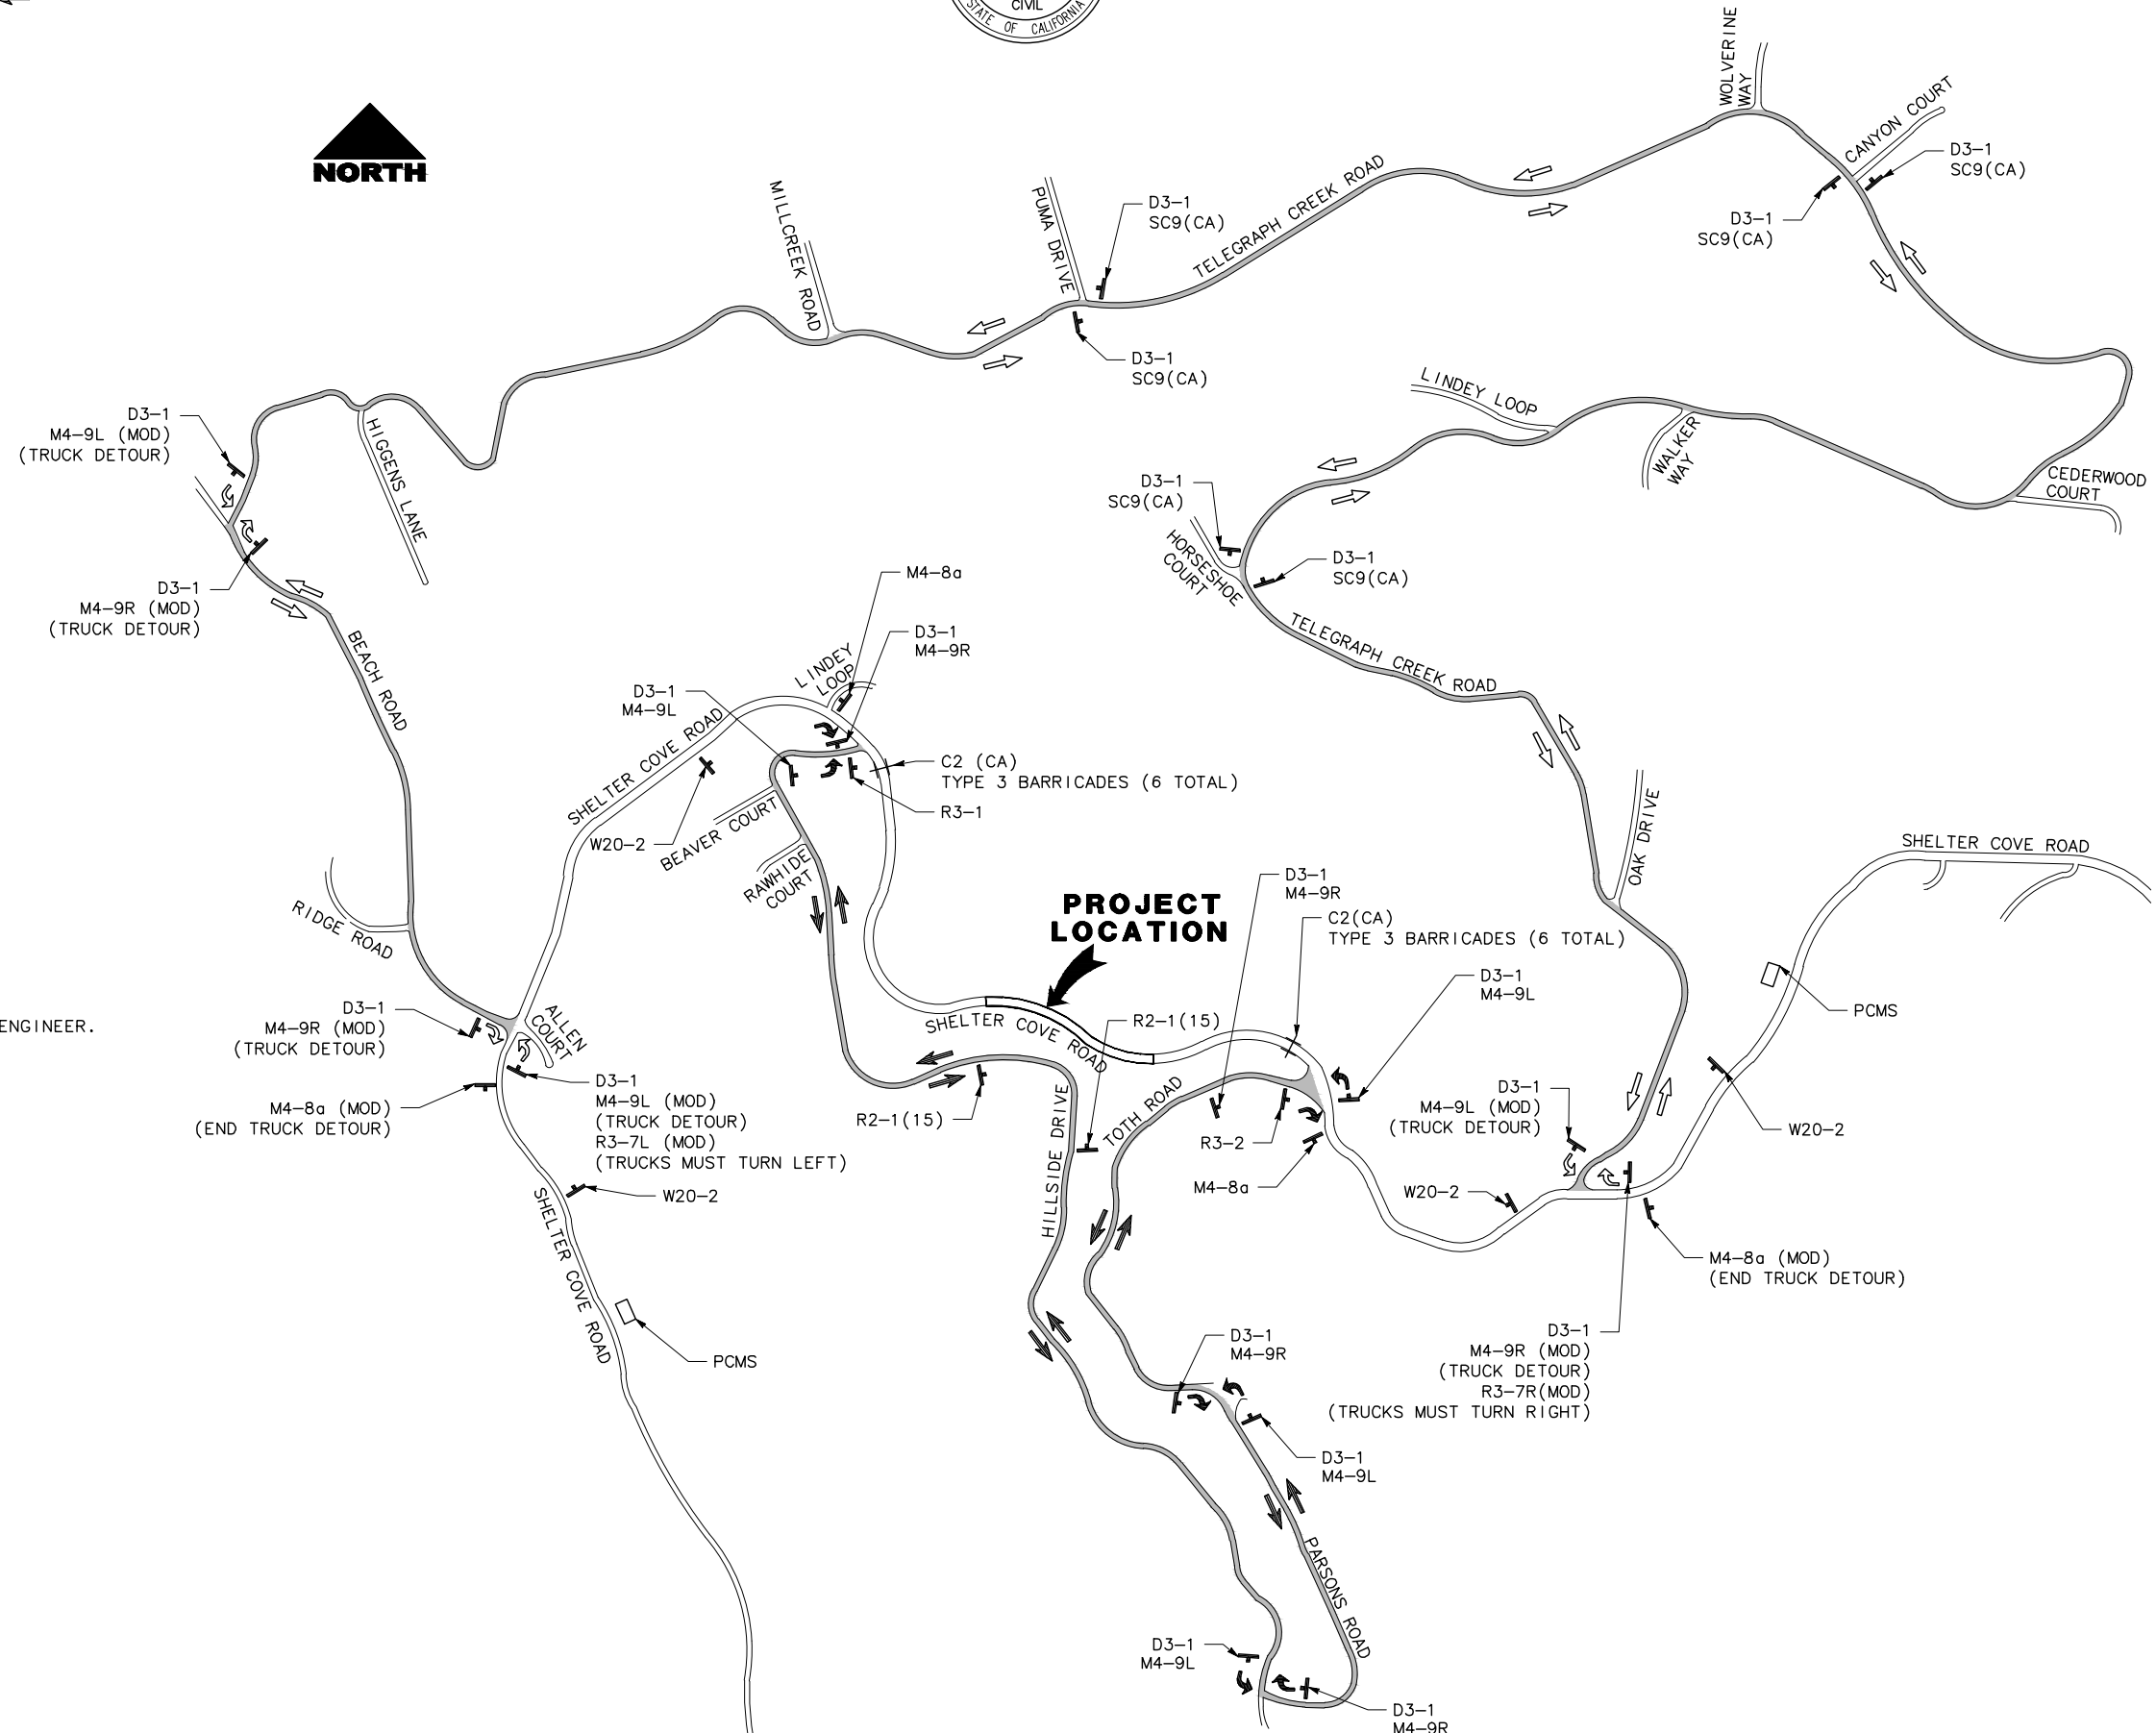 CIVIL
STATE OF CALIFORNIA
NORTH
WOLVERINE
WAY
CANYON COURT
D3-1
SC9(CA)
D3-1
SC9(CA)
MILLCREEK ROAD
PUMA DRIVE
D3-1
SC9(CA)
TELEGRAPH CREEK ROAD
D3-1
SC9(CA)
D3-1
M4-9L (MOD)
(TRUCK DETOUR)
HIGGENS LANE
LINDEY LOOP
WALKER
WAY
CEDERWOOD
COURT
D3-1
SC9(CA)
HORSESHOE
COURT
D3-1
SC9(CA)
D3-1
M4-9R (MOD)
(TRUCK DETOUR)
BEACH ROAD
M4-8a
D3-1
M4-9R
LINDEY
LOOP
D3-1
M4-9L
TELEGRAPH CREEK ROAD
SHELTER COVE ROAD
C2 (CA)
TYPE 3 BARRICADES (6 TOTAL)
R3-1
W20-2
BEAVER COURT
RAWHIDE
COURT
OAK DRIVE
SHELTER COVE ROAD
RIDGE ROAD
PROJECT
LOCATION
D3-1
M4-9R
C2(CA)
TYPE 3 BARRICADES (6 TOTAL)
D3-1
M4-9L
PCMS
ENGINEER.
D3-1
M4-9R (MOD)
(TRUCK DETOUR)
ALLEN
COURT
SHELTER COVE ROAD
R2-1(15)
D3-1
M4-9L (MOD)
(TRUCK DETOUR)
R3-7L (MOD)
(TRUCKS MUST TURN LEFT)
M4-8a (MOD)
(END TRUCK DETOUR)
R2-1(15)
HILLSIDE DRIVE
TOTH ROAD
R3-2
M4-8a
D3-1
M4-9L (MOD)
(TRUCK DETOUR)
W20-2
W20-2
W20-2
SHELTER COVE ROAD
M4-8a (MOD)
(END TRUCK DETOUR)
PCMS
D3-1
M4-9R
D3-1
M4-9R (MOD)
(TRUCK DETOUR)
R3-7R(MOD)
(TRUCKS MUST TURN RIGHT)
D3-1
M4-9L
PARSONS ROAD
D3-1
M4-9L
D3-1
M4-9R